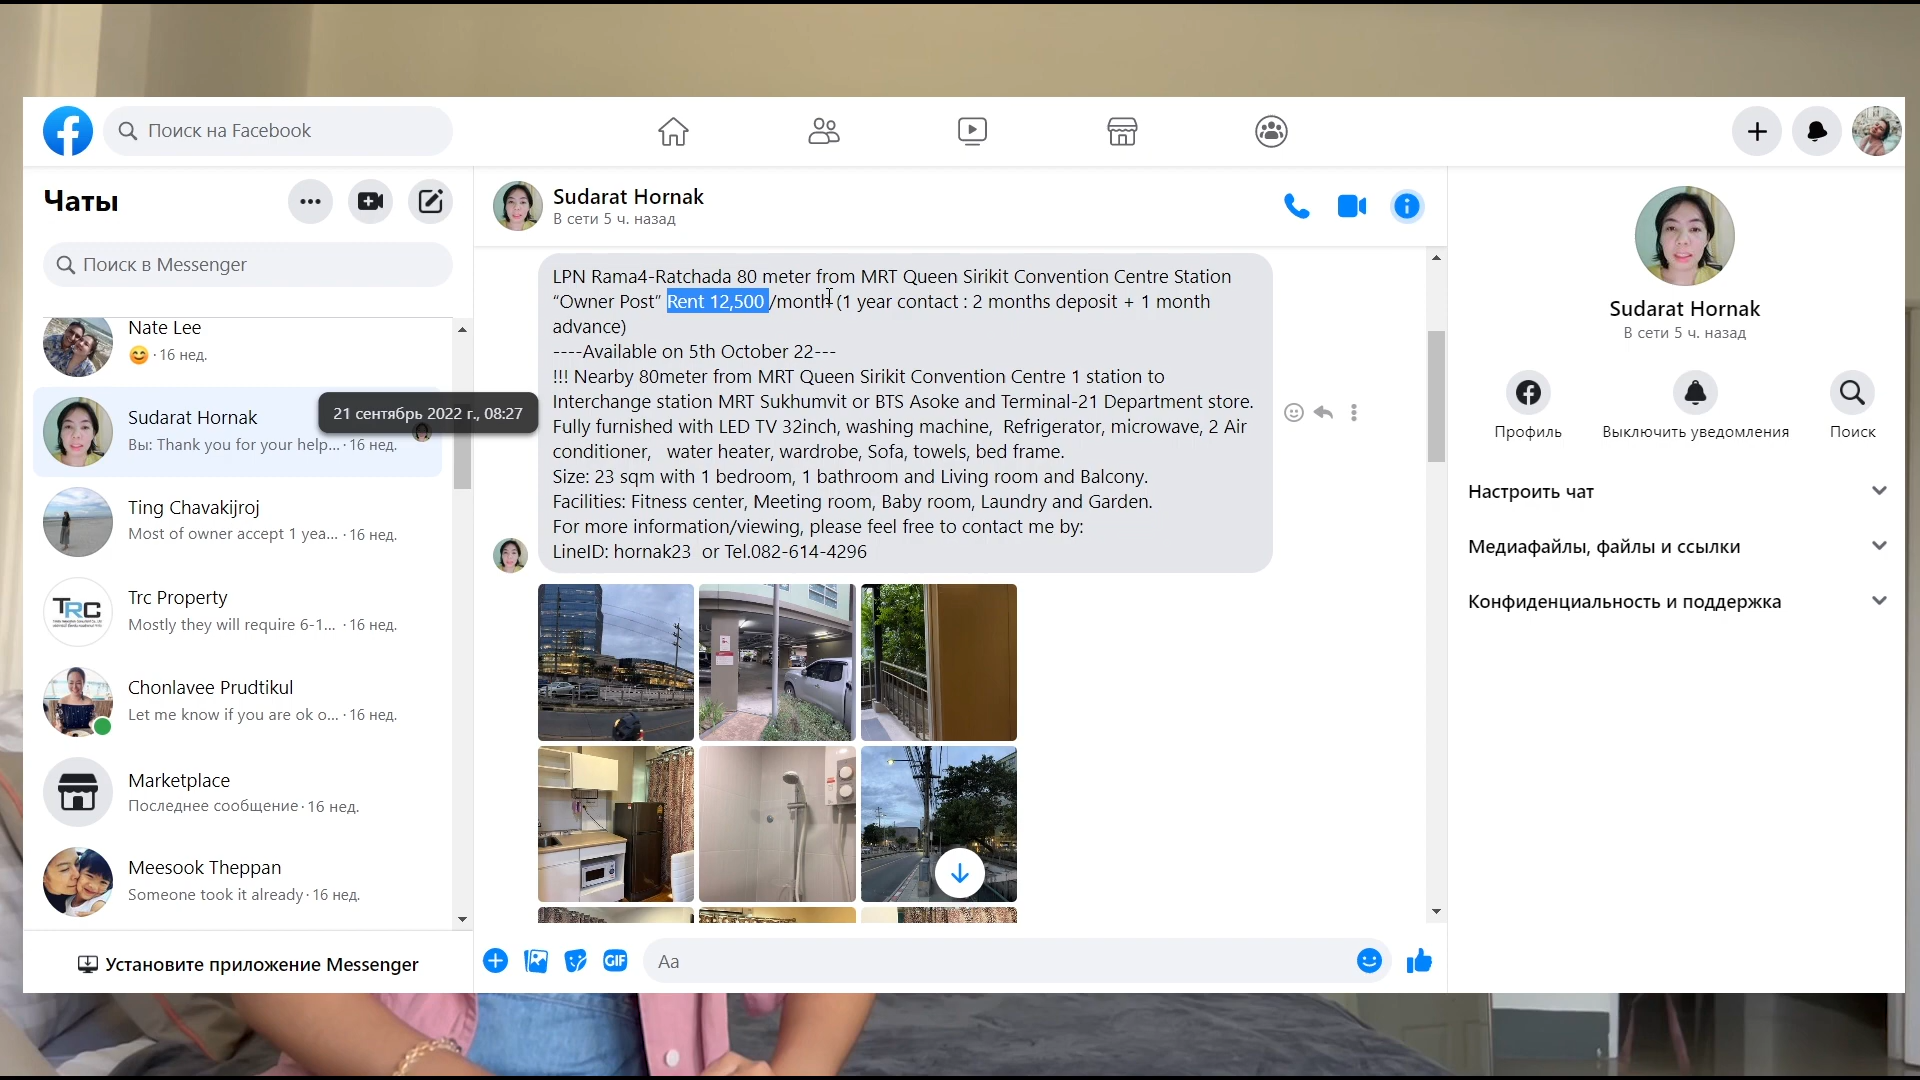 Поиск на Facebook
Чаты
Поиск в Messenger
Nate Lee
😊 · 16 нед.
Sudarat Hornak
Вы: Thank you for your help... · 16 нед.
21 сентябрь 2022 г., 08:27
Ting Chavakijroj
Most of owner accept 1 yea... · 16 нед.
TRC
Trc Property
Mostly they will require 6-1... · 16 нед.
Chonlavee Prudtikul
Let me know if you are ok o... · 16 нед.
Marketplace
Последнее сообщение · 16 нед.
Meesook Theppan
Someone took it already · 16 нед.
Установите приложение Messenger
Sudarat Hornak
В сети 5 ч. назад
LPN Rama4-Ratchada 80 meter from MRT Queen Sirikit Convention Centre Station
“Owner Post” Rent 12,500 /month (1 year contact : 2 months deposit + 1 month
advance)
----Available on 5th October 22---
!!! Nearby 80meter from MRT Queen Sirikit Convention Centre 1 station to
Interchange station MRT Sukhumvit or BTS Asoke and Terminal-21 Department store.
Fully furnished with LED TV 32inch, washing machine, Refrigerator, microwave, 2 Air
conditioner, water heater, wardrobe, Sofa, towels, bed frame.
Size: 23 sqm with 1 bedroom, 1 bathroom and Living room and Balcony.
Facilities: Fitness center, Meeting room, Baby room, Laundry and Garden.
For more information/viewing, please feel free to contact me by:
LineID: hornak23 or Tel.082-614-4296
GIF
Aa
Sudarat Hornak
В сети 5 ч. назад
Профиль
Выключить уведомления
Поиск
Настроить чат
Медиафайлы, файлы и ссылки
Конфиденциальность и поддержка